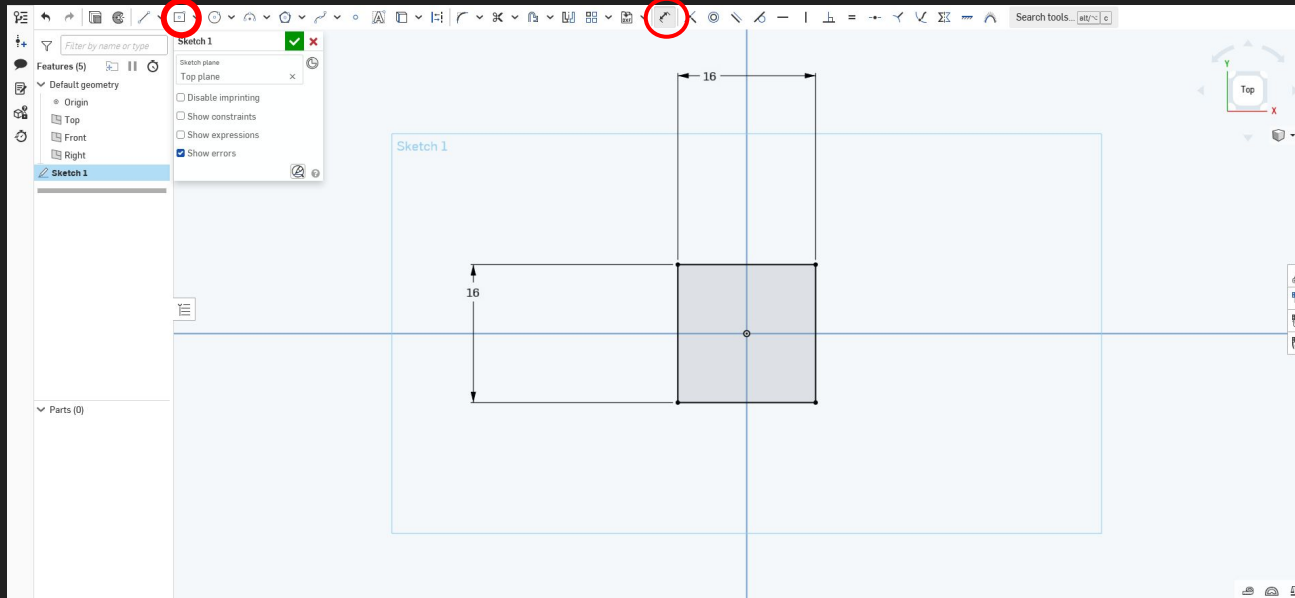 Search tools... alt/⌥ c
Filter by name or type
Features (5)
Default geometry
Origin
Top
Front
Right
Sketch 1
Parts (0)
Sketch 1
Sketch plane
Top plane
Disable imprinting
Show constraints
Show expressions
Show errors
Sketch 1
16
16
Y
Top
X